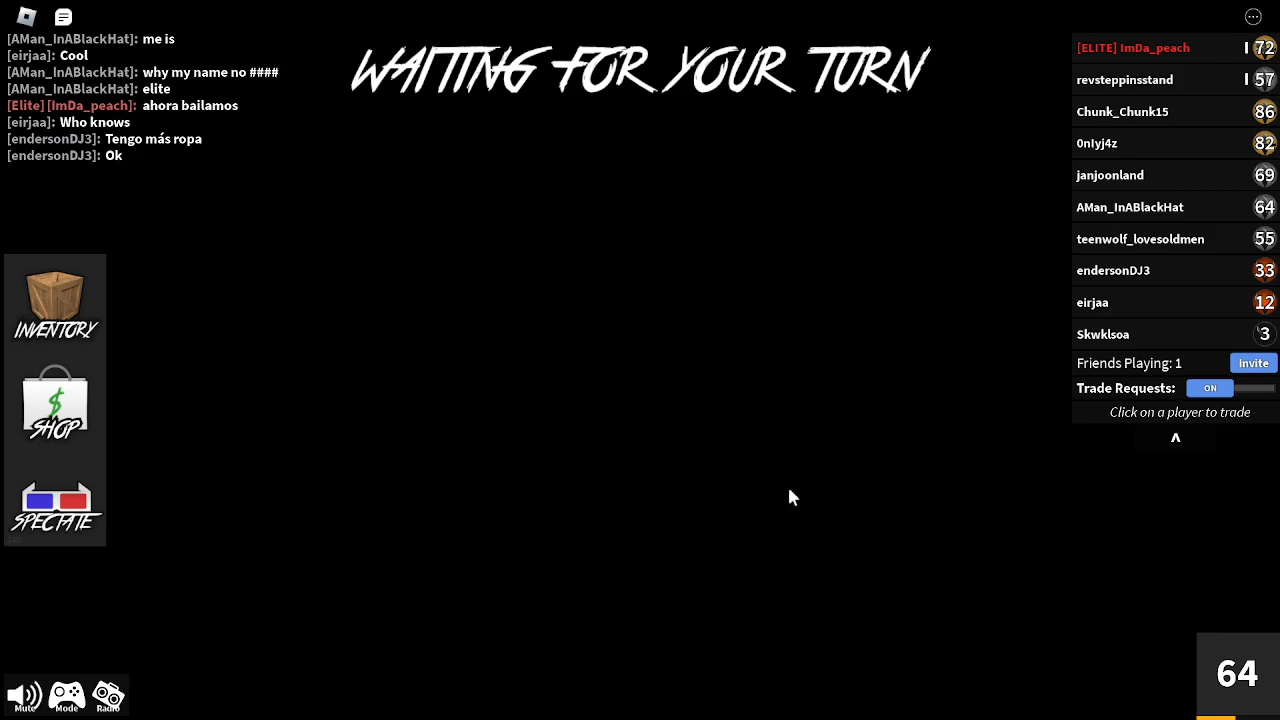 [AMan_InABlackHat]: me is
[eirjaa]: Cool
[AMan_InABlackHat]: why my name no ####
[AMan_InABlackHat]: elite
[Elite] [ImDa_peach]: ahora bailamos
[eirjaa]: Who knows
[endersonDJ3]: Tengo más ropa
[endersonDJ3]: Ok
WAITING FOR YOUR TURN
[ELITE] ImDa_peach I 72
revsteppinsstand I 57
Chunk_Chunk15 86
0nIyj4z 82
janjoonland 69
AMan_InABlackHat 64
teenwolf_lovesoldmen 55
endersonDJ3 33
eirjaa 12
Skwklsoa 3
Friends Playing: 1 Invite
Trade Requests: ON
Click on a player to trade
^
INVENTORY
$
SHOP
SPECTATE
240
Mute Mode Radio
64